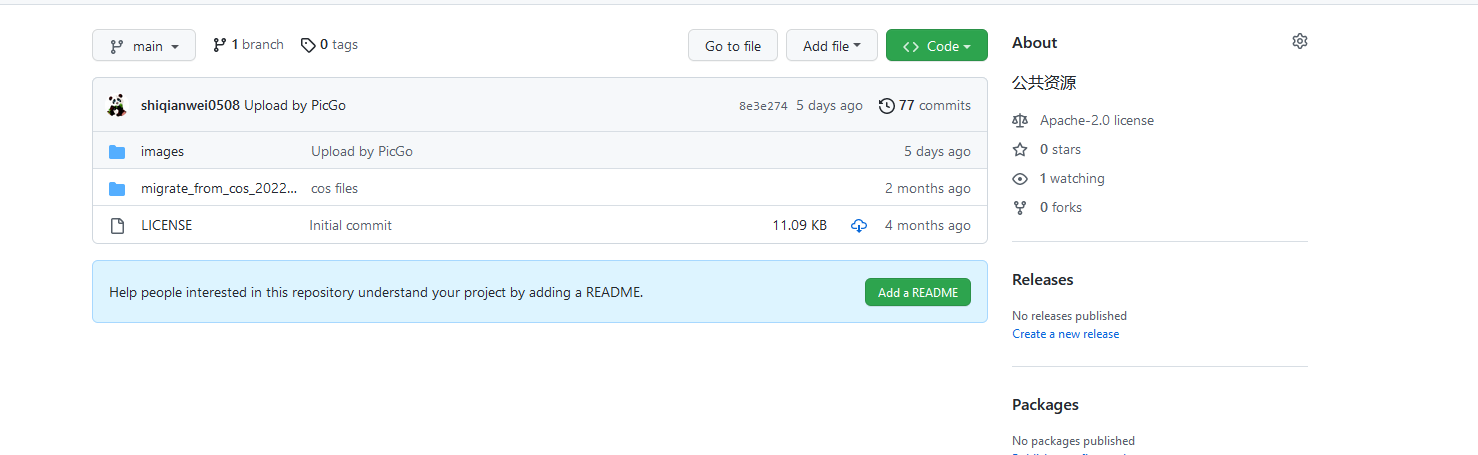 main 1 branch 0 tags Go to file Add file Code
shiqianwei0508 Upload by PicGo 8e3e274 5 days ago 77 commits
images Upload by PicGo 5 days ago
migrate_from_cos_2022... cos files 2 months ago
LICENSE Initial commit 11.09 KB 4 months ago
Help people interested in this repository understand your project by adding a README. Add a README
About
公共资源
Apache-2.0 license
0 stars
1 watching
0 forks
Releases
No releases published
Create a new release
Packages
No packages published